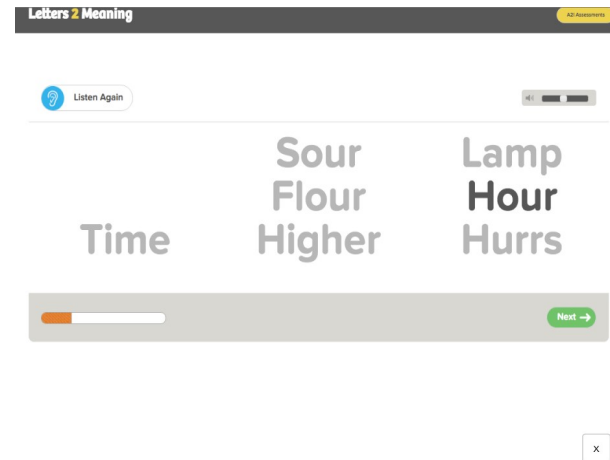 Letters 2 Meaning
A2i Assessments
Listen Again
Sour Lamp
Flour Hour
Time Higher Hurrs
Next
X